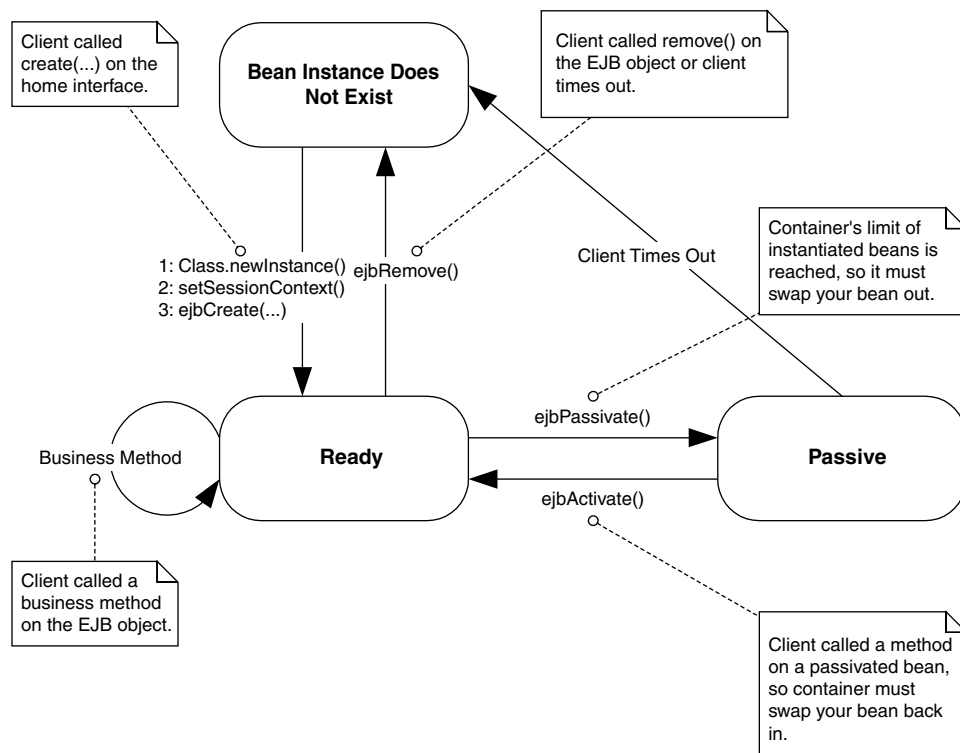 Client called
create(...) on the
home interface.
Bean Instance Does
Not Exist
Client called remove() on
the EJB object or client
times out.
Container's limit of
instantiated beans is
reached, so it must
swap your bean out.
Client Times Out
1: Class.newInstance()
2: setSessionContext()
3: ejbCreate(...)
ejbRemove()
ejbPassivate()
Business Method
Ready
Passive
ejbActivate()
Client called a
business method
on the EJB object.
Client called a method
on a passivated bean,
so container must
swap your bean back
in.